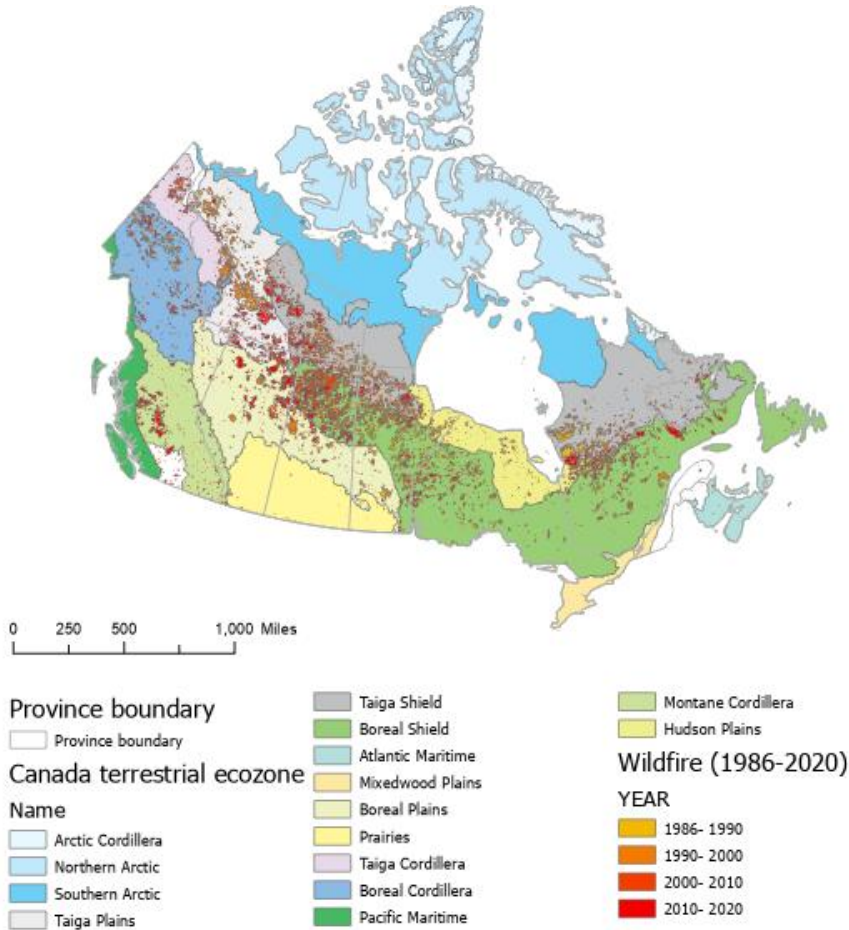 0 250 500 1,000 Miles
Province boundary
Province boundary
Canada terrestrial ecozone
Name
Arctic Cordillera
Northern Arctic
Southern Arctic
Taiga Plains
Taiga Shield
Boreal Shield
Atlantic Maritime
Mixedwood Plains
Boreal Plains
Prairies
Taiga Cordillera
Boreal Cordillera
Pacific Maritime
Montane Cordillera
Hudson Plains
Wildfire (1986-2020)
YEAR
1986- 1990
1990- 2000
2000- 2010
2010- 2020